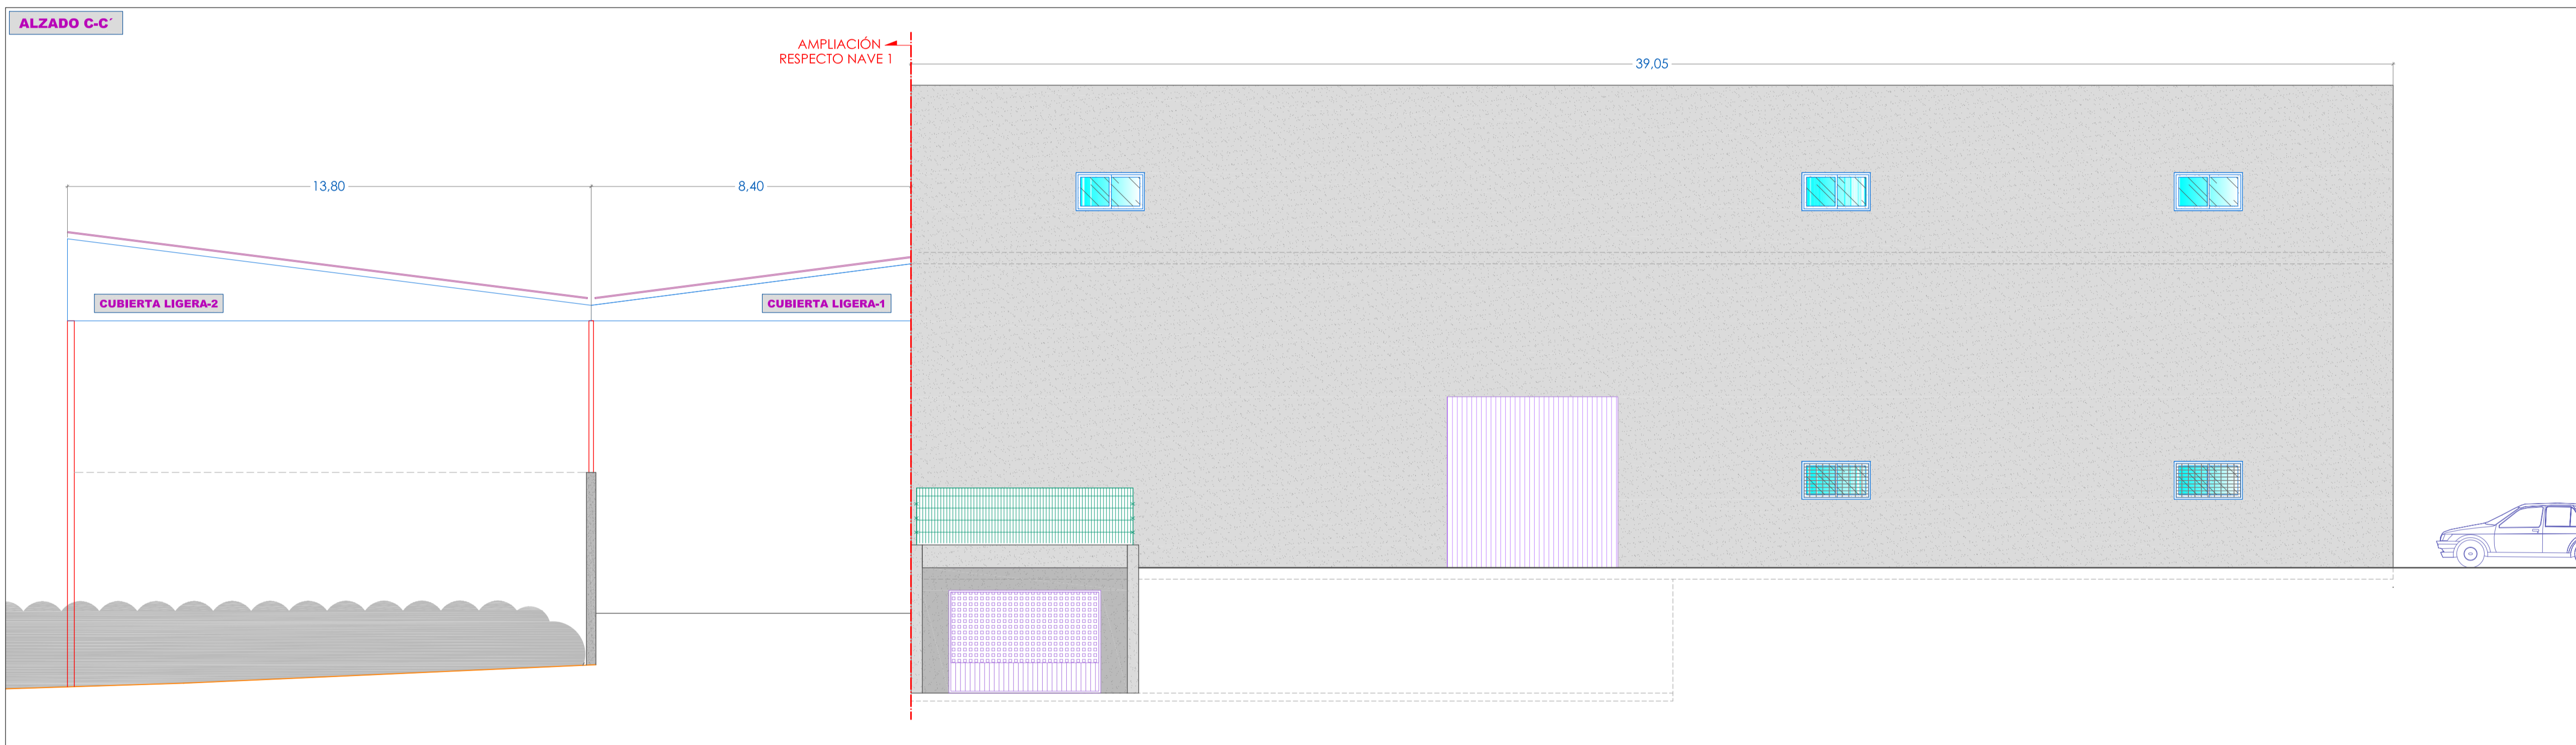 ALZADO C-C´
AMPLIACIÓN
RESPECTO NAVE 1
39,05
13,80
8,40
CUBIERTA LIGERA-2
CUBIERTA LIGERA-1